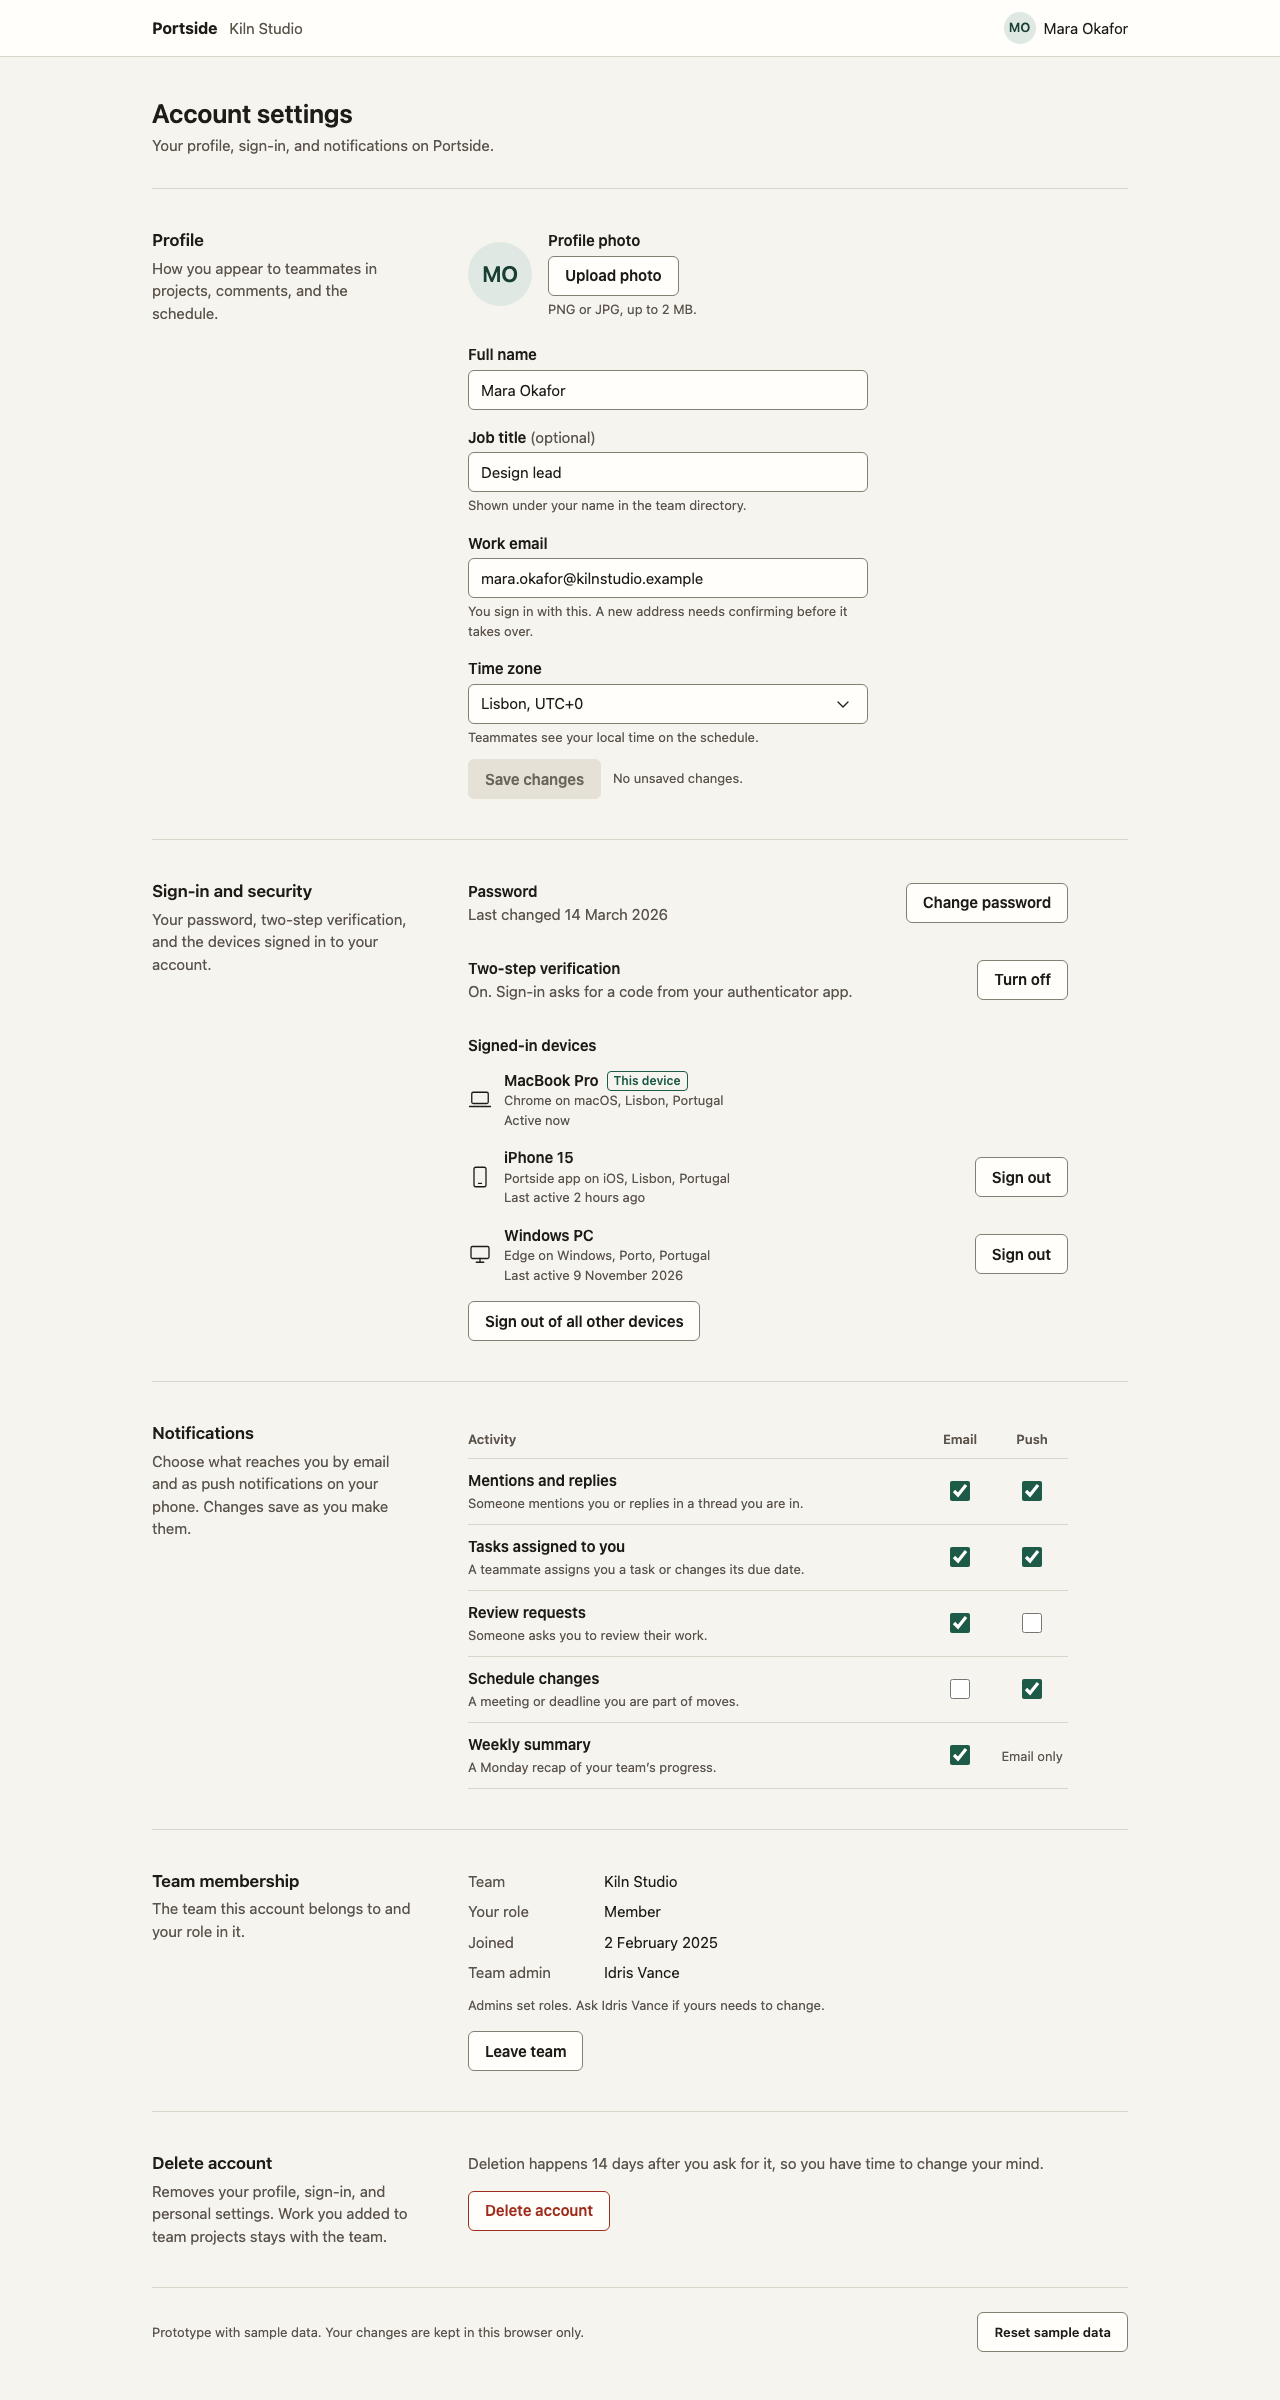 Portside Kiln Studio
MO Mara Okafor
Account settings
Your profile, sign-in, and notifications on Portside.
Profile
How you appear to teammates in
projects, comments, and the
schedule.
MO
Profile photo
Upload photo
PNG or JPG, up to 2 MB.
Full name
Mara Okafor
Job title (optional)
Design lead
Shown under your name in the team directory.
Work email
mara.okafor@kilnstudio.example
You sign in with this. A new address needs confirming before it
takes over.
Time zone
Lisbon, UTC+0
Teammates see your local time on the schedule.
Save changes No unsaved changes.
Sign-in and security
Your password, two-step verification,
and the devices signed in to your
account.
Password
Last changed 14 March 2026
Change password
Two-step verification
On. Sign-in asks for a code from your authenticator app.
Turn off
Signed-in devices
MacBook Pro This device
Chrome on macOS, Lisbon, Portugal
Active now
iPhone 15
Portside app on iOS, Lisbon, Portugal
Last active 2 hours ago
Sign out
Windows PC
Edge on Windows, Porto, Portugal
Last active 9 November 2026
Sign out
Sign out of all other devices
Notifications
Choose what reaches you by email
and as push notifications on your
phone. Changes save as you make
them.
Activity Email Push
Mentions and replies
Someone mentions you or replies in a thread you are in.
Tasks assigned to you
A teammate assigns you a task or changes its due date.
Review requests
Someone asks you to review their work.
Schedule changes
A meeting or deadline you are part of moves.
Weekly summary
A Monday recap of your team’s progress.
Email only
Team membership
The team this account belongs to and
your role in it.
Team Kiln Studio
Your role Member
Joined 2 February 2025
Team admin Idris Vance
Admins set roles. Ask Idris Vance if yours needs to change.
Leave team
Delete account
Removes your profile, sign-in, and
personal settings. Work you added to
team projects stays with the team.
Deletion happens 14 days after you ask for it, so you have time to change your mind.
Delete account
Prototype with sample data. Your changes are kept in this browser only.
Reset sample data